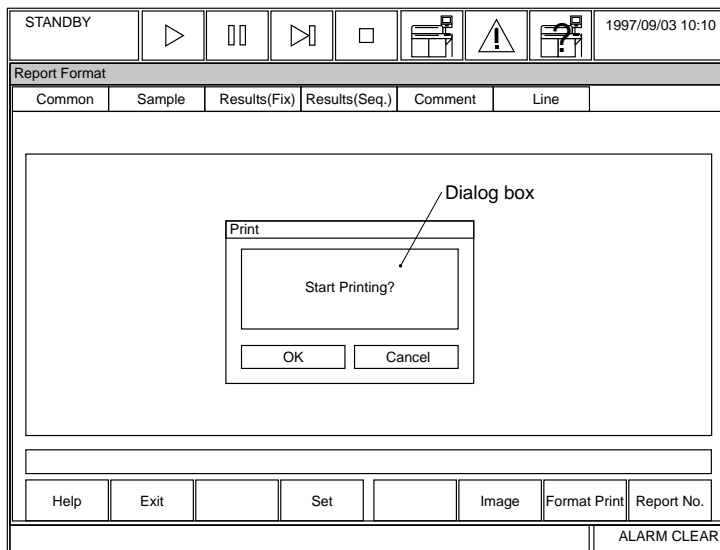 STANDBY
1997/09/03 10:10
?
Report Format
Common Sample Results(Fix) Results(Seq.) Comment Line
Dialog box
Print
Start Printing?
OK Cancel
Help Exit Set Image Format Print Report No.
ALARM CLEAR